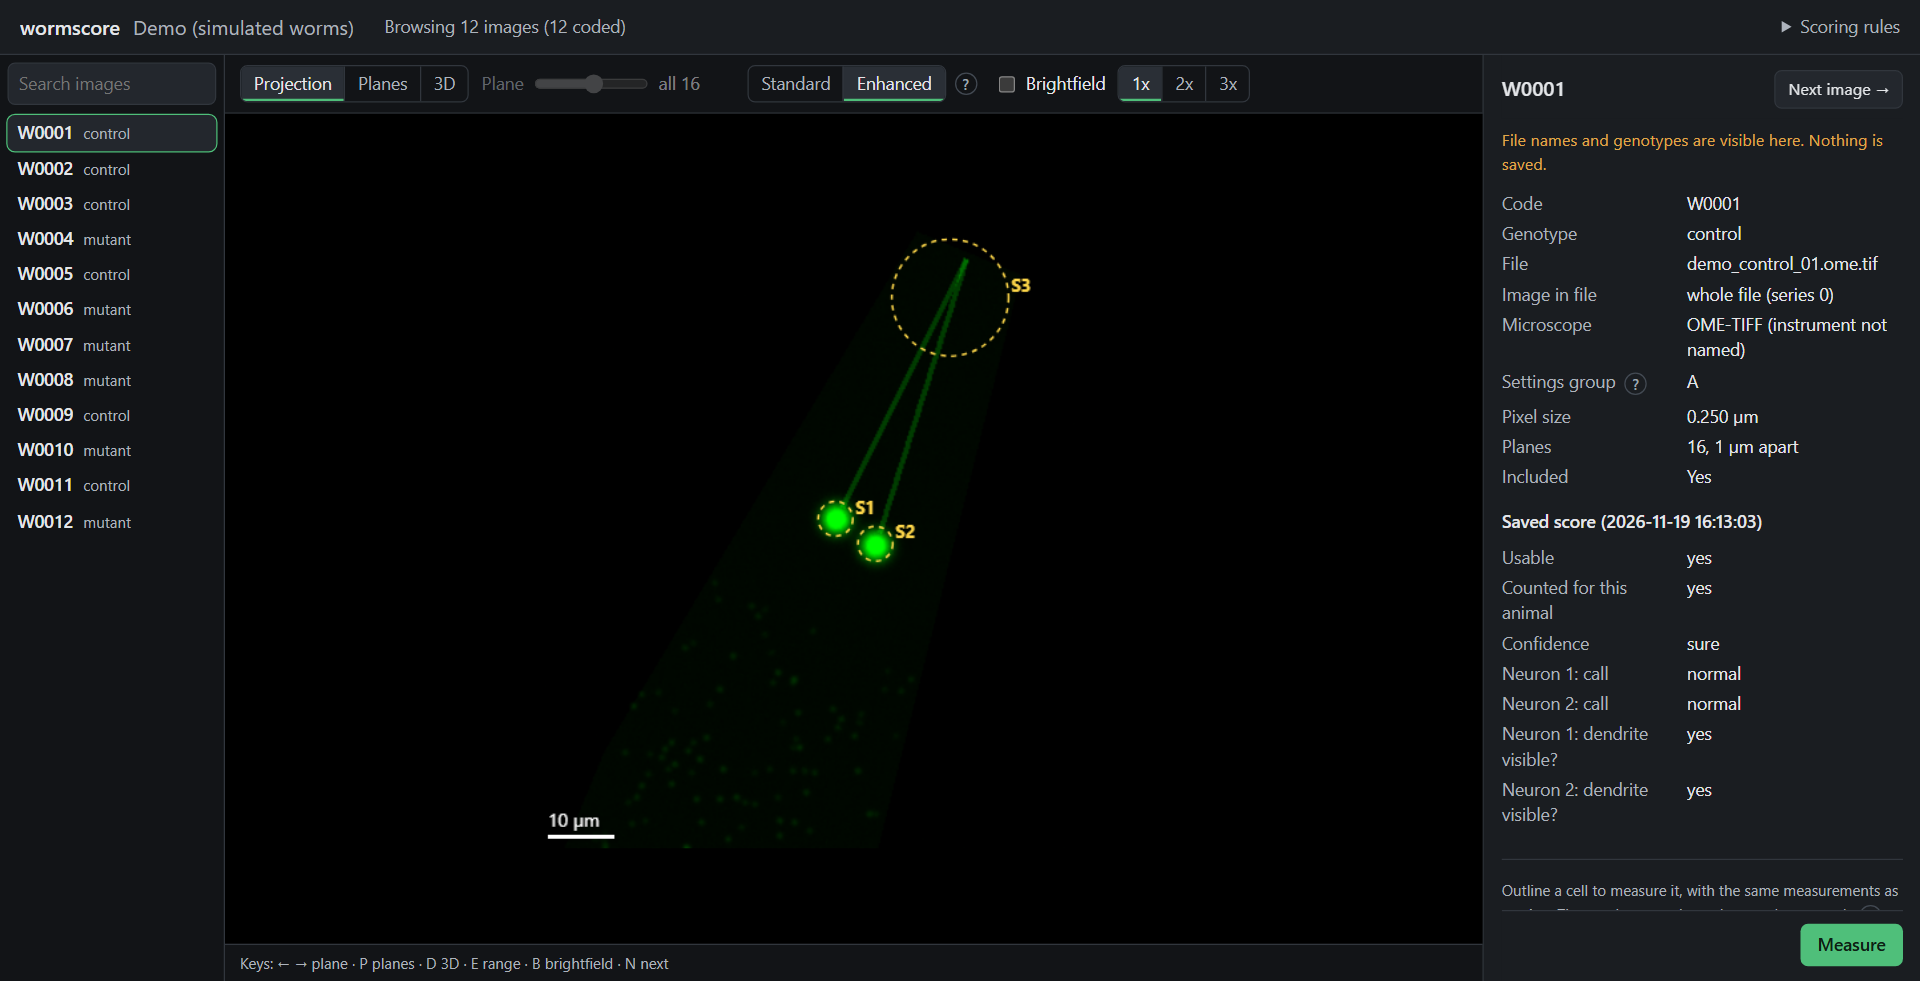 wormscore Demo (simulated worms) Browsing 12 images (12 coded) ▶ Scoring rules
Search images
W0001 control
W0002 control
W0003 control
W0004 mutant
W0005 control
W0006 mutant
W0007 mutant
W0008 mutant
W0009 control
W0010 mutant
W0011 control
W0012 mutant
Projection Planes 3D Plane all 16 Standard Enhanced ? Brightfield 1x 2x 3x
S3
S1
S2
10 µm
Keys: ← → plane · P planes · D 3D · E range · B brightfield · N next
W0001 Next image →
File names and genotypes are visible here. Nothing is
saved.
Code W0001
Genotype control
File demo_control_01.ome.tif
Image in file whole file (series 0)
Microscope OME-TIFF (instrument not
named)
Settings group ? A
Pixel size 0.250 µm
Planes 16, 1 µm apart
Included Yes
Saved score (2026-11-19 16:13:03)
Usable yes
Counted for this yes
animal
Confidence sure
Neuron 1: call normal
Neuron 2: call normal
Neuron 1: dendrite yes
visible?
Neuron 2: dendrite yes
visible?
Outline a cell to measure it, with the same measurements as
Measure